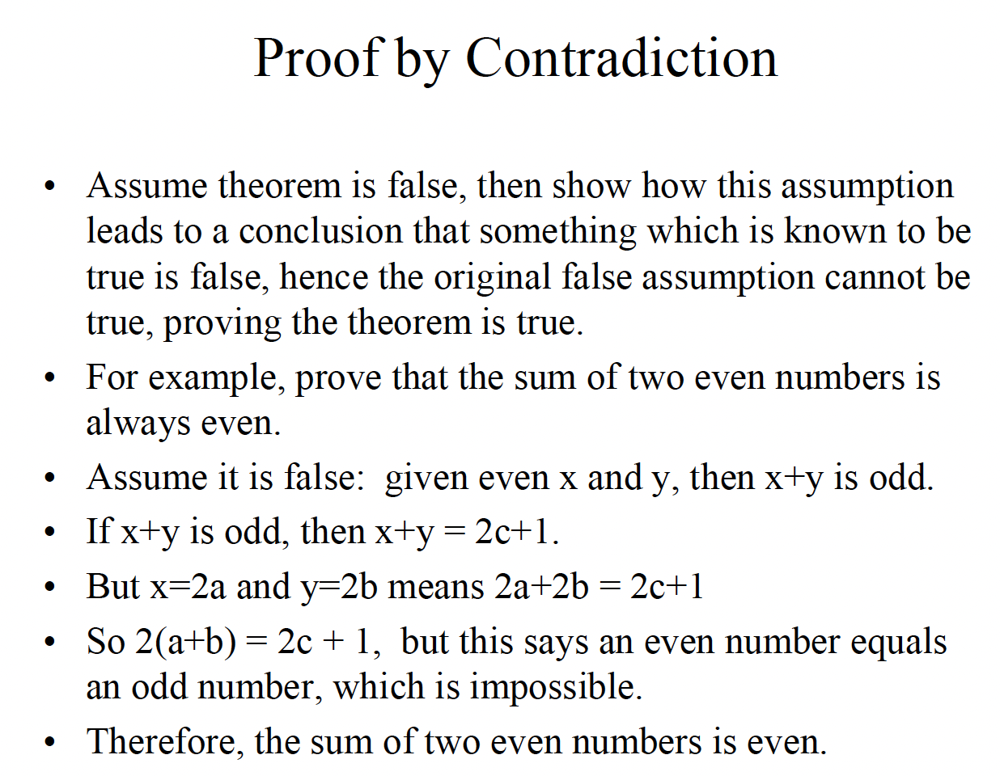 Proof by Contradiction
• Assume theorem is false, then show how this assumption
leads to a conclusion that something which is known to be
true is false, hence the original false assumption cannot be
true, proving the theorem is true.
• For example, prove that the sum of two even numbers is
always even.
• Assume it is false:  given even x and y, then x+y is odd.
• If x+y is odd, then x+y = 2c+1.
• But x=2a and y=2b means 2a+2b = 2c+1
• So 2(a+b) = 2c + 1,  but this says an even number equals
an odd number, which is impossible.
• Therefore, the sum of two even numbers is even.